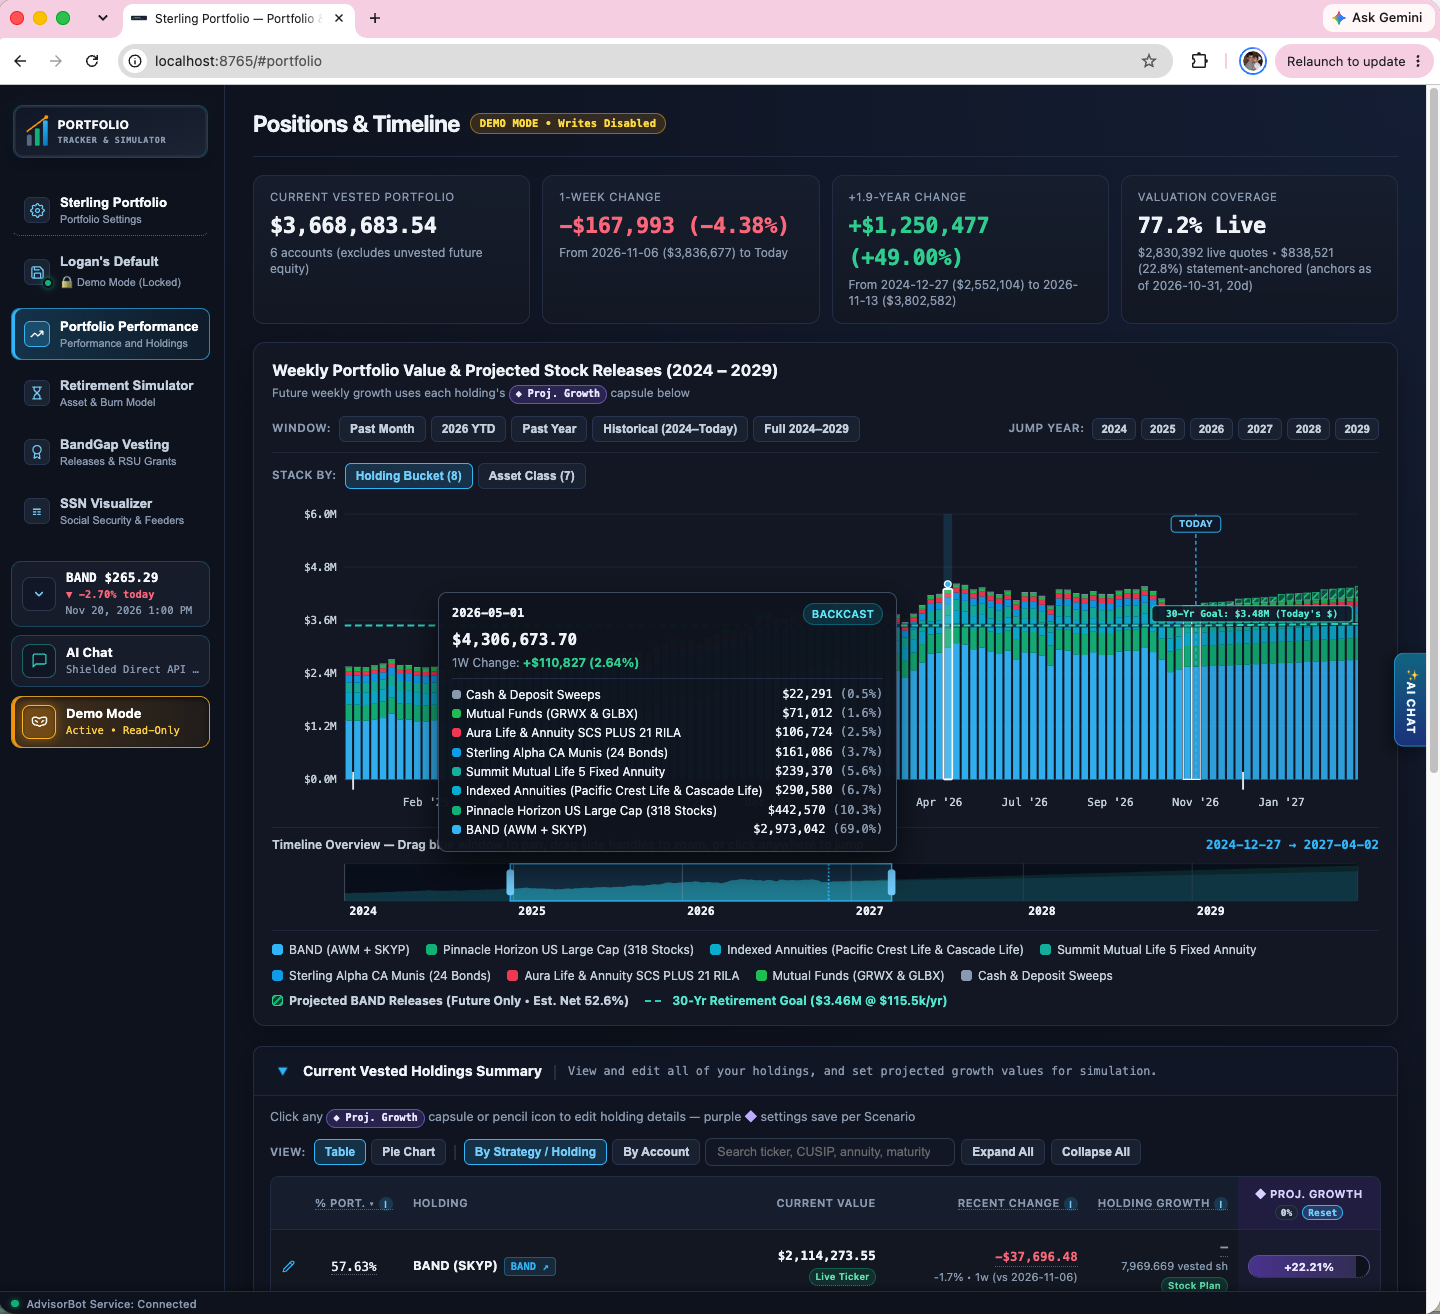 Sterling Portfolio — Portfolio
Ask Gemini
localhost:8765/#portfolio
Relaunch to update
PORTFOLIO
TRACKER & SIMULATOR
Sterling Portfolio
Portfolio Settings
Logan's Default
🔒 Demo Mode (Locked)
Portfolio Performance
Performance and Holdings
Retirement Simulator
Asset & Burn Model
BandGap Vesting
Releases & RSU Grants
SSN Visualizer
Social Security & Feeders
BAND $265.29
▼ −2.70% today
Nov 20, 2026 1:00 PM
AI Chat
Shielded Direct API …
Demo Mode
Active • Read-Only
Positions & Timeline
DEMO MODE • Writes Disabled
CURRENT VESTED PORTFOLIO
$3,668,683.54
6 accounts (excludes unvested future
equity)
1-WEEK CHANGE
−$167,993 (−4.38%)
From 2026-11-06 ($3,836,677) to Today
+1.9-YEAR CHANGE
+$1,250,477
(+49.00%)
From 2024-12-27 ($2,552,104) to 2026-
11-13 ($3,802,582)
VALUATION COVERAGE
77.2% Live
$2,830,392 live quotes • $838,521
(22.8%) statement-anchored (anchors as
of 2026-10-31, 20d)
Weekly Portfolio Value & Projected Stock Releases (2024 – 2029)
Future weekly growth uses each holding's ◆ Proj. Growth capsule below
WINDOW: Past Month 2026 YTD Past Year Historical (2024–Today) Full 2024–2029
JUMP YEAR: 2024 2025 2026 2027 2028 2029
STACK BY: Holding Bucket (8) Asset Class (7)
$6.0M
$4.8M
$3.6M
$2.4M
$1.2M
$0.0M
TODAY
30-Yr Goal: $3.48M (Today's $)
2026-05-01
BACKCAST
$4,306,673.70
1W Change: +$110,827 (2.64%)
Cash & Deposit Sweeps $22,291 (0.5%)
Mutual Funds (GRWX & GLBX) $71,012 (1.6%)
Aura Life & Annuity SCS PLUS 21 RILA $106,724 (2.5%)
Sterling Alpha CA Munis (24 Bonds) $161,086 (3.7%)
Summit Mutual Life 5 Fixed Annuity $239,370 (5.6%)
Indexed Annuities (Pacific Crest Life & Cascade Life) $290,580 (6.7%)
Pinnacle Horizon US Large Cap (318 Stocks) $442,570 (10.3%)
BAND (AWM + SKYP) $2,973,042 (69.0%)
Feb Apr '26 Jul '26 Sep '26 Nov '26 Jan '27
Timeline Overview — Drag
2024-12-27 → 2027-04-02
2024 2025 2026 2027 2028 2029
BAND (AWM + SKYP) Pinnacle Horizon US Large Cap (318 Stocks) Indexed Annuities (Pacific Crest Life & Cascade Life) Summit Mutual Life 5 Fixed Annuity
Sterling Alpha CA Munis (24 Bonds) Aura Life & Annuity SCS PLUS 21 RILA Mutual Funds (GRWX & GLBX) Cash & Deposit Sweeps
Projected BAND Releases (Future Only • Est. Net 52.6%) 30-Yr Retirement Goal ($3.46M @ $115.5k/yr)
✨AI CHAT
▼ Current Vested Holdings Summary | View and edit all of your holdings, and set projected growth values for simulation.
Click any ◆ Proj. Growth capsule or pencil icon to edit holding details — purple ◆ settings save per Scenario
VIEW: Table Pie Chart | By Strategy / Holding By Account Search ticker, CUSIP, annuity, maturity Expand All Collapse All
% PORT. ▾ HOLDING CURRENT VALUE RECENT CHANGE HOLDING GROWTH ◆ PROJ. GROWTH
0% Reset
57.63% BAND (SKYP) BAND ↗
$2,114,273.55
Live Ticker
−$37,696.48
-1.7% • 1w (vs 2026-11-06)
—
7,969.669 vested sh
Stock Plan
+22.21%
AdvisorBot Service: Connected